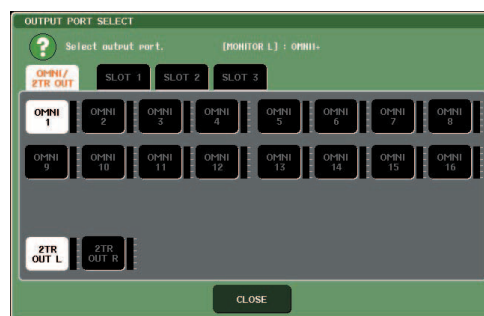 OUTPUT PORT SELECT
? Select output port. [MONITOR L] : OMNI1+
OMNI/ 2TR OUT SLOT 1 SLOT 2 SLOT 3
OMNI 1 OMNI 2 OMNI 3 OMNI 4 OMNI 5 OMNI 6 OMNI 7 OMNI 8
OMNI 9 OMNI 10 OMNI 11 OMNI 12 OMNI 13 OMNI 14 OMNI 15 OMNI 16
2TR OUT L 2TR OUT R
CLOSE